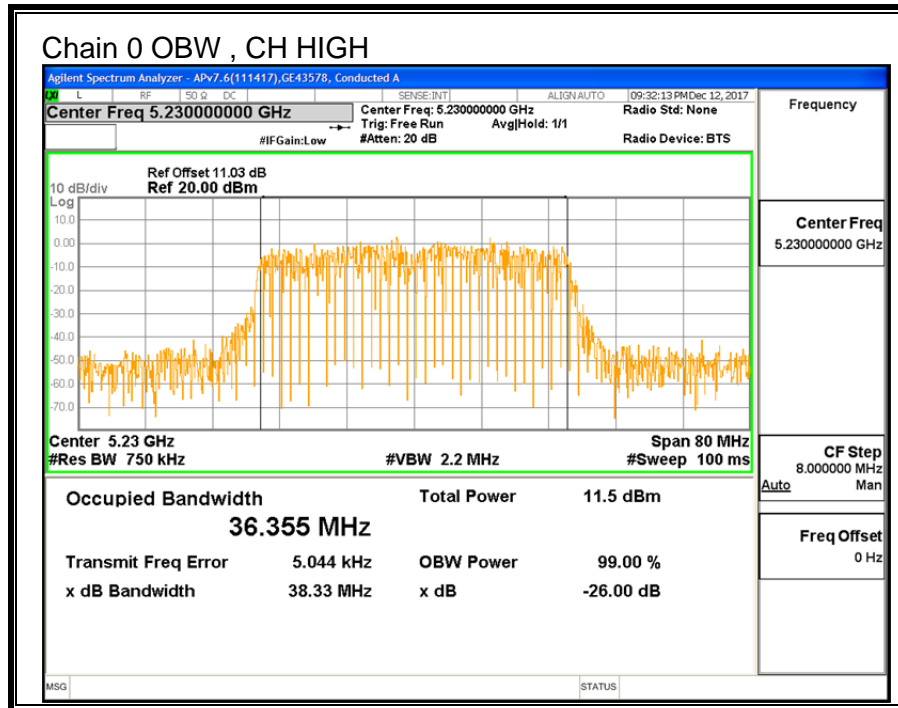 Chain 0 OBW , CH HIGH
Agilent Spectrum Analyzer - APv7.6(111417),GE43578, Conducted A
LXI L RF 50 Ω DC SENSE:INT ALIGN AUTO 09:32:13 PM Dec 12, 2017
Center Freq 5.230000000 GHz
Center Freq: 5.230000000 GHz
Radio Std: None
Trig: Free Run Avg|Hold: 1/1
#IFGain:Low #Atten: 20 dB Radio Device: BTS
Frequency
Ref Offset 11.03 dB
10 dB/div Ref 20.00 dBm
Log
10.0
0.00
-10.0
-20.0
-30.0
-40.0
-50.0
-60.0
-70.0
Center 5.23 GHz Span 80 MHz
#Res BW 750 kHz #VBW 2.2 MHz #Sweep 100 ms
Occupied Bandwidth Total Power 11.5 dBm
36.355 MHz
Transmit Freq Error 5.044 kHz OBW Power 99.00 %
x dB Bandwidth 38.33 MHz x dB -26.00 dB
Center Freq
5.230000000 GHz
CF Step
8.000000 MHz
Auto Man
Freq Offset
0 Hz
MSG STATUS